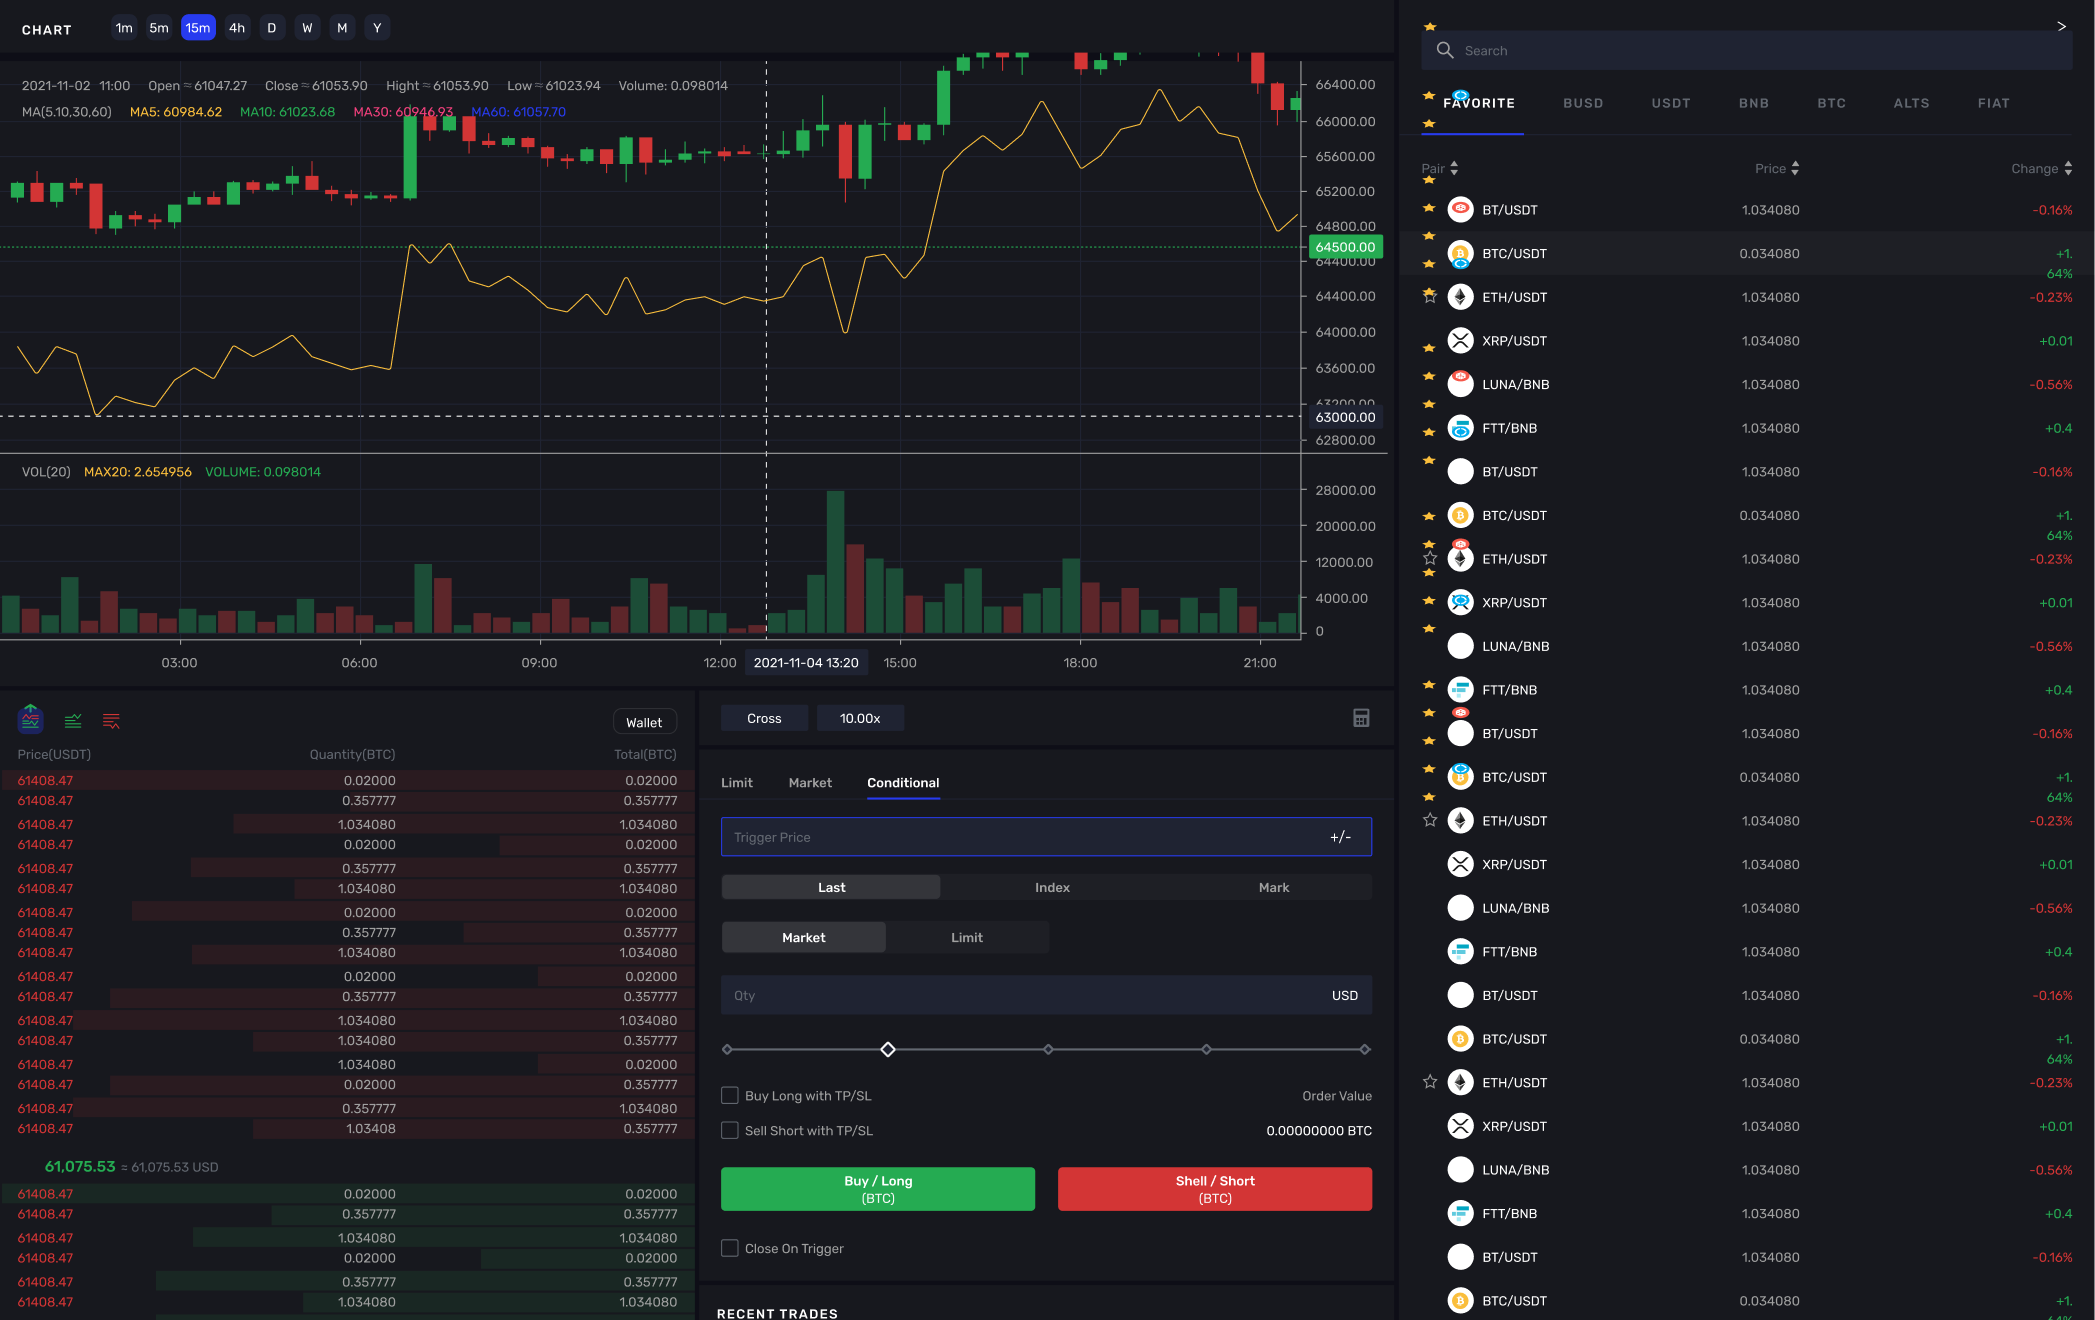 CHART 1m 5m 15m 4h D W M Y
2021-11-02 11:00 Open ≈ 61047.27 Close ≈ 61053.90 Hight ≈ 61053.90 Low ≈ 61023.94 Volume: 0.098014
MA(5.10,30,60) MA5: 60984.62 MA10: 61023.68 MA30: 60946.93 MA60: 61057.70
66400.00
66000.00
65600.00
65200.00
64800.00
64500.00
64400.00
64400.00
64000.00
63600.00
63200.00
63000.00
62800.00
VOL(20) MAX20: 2.654956 VOLUME: 0.098014
28000.00
20000.00
12000.00
4000.00
0
03:00 06:00 09:00 12:00 2021-11-04 13:20 15:00 18:00 21:00
Wallet
Price(USDT) Quantity(BTC) Total(BTC)
61408.47 0.02000 0.02000
61408.47 0.357777 0.357777
61408.47 1.034080 1.034080
61408.47 0.02000 0.02000
61408.47 0.357777 0.357777
61408.47 1.034080 1.034080
61408.47 0.02000 0.02000
61408.47 0.357777 0.357777
61408.47 1.034080 1.034080
61408.47 0.02000 0.02000
61408.47 0.357777 0.357777
61408.47 1.034080 1.034080
61408.47 1.034080 0.357777
61408.47 1.034080 0.02000
61408.47 0.02000 0.357777
61408.47 0.357777 1.034080
61408.47 1.03408 0.357777
61,075.53 ≈ 61,075.53 USD
61408.47 0.02000 0.02000
61408.47 0.357777 0.357777
61408.47 1.034080 1.034080
61408.47 0.02000 0.02000
61408.47 0.357777 0.357777
61408.47 1.034080 1.034080
Cross 10.00x
Limit Market Conditional
Trigger Price +/-
Last Index Mark
Market Limit
Qty USD
Buy Long with TP/SL Order Value
Sell Short with TP/SL 0.00000000 BTC
Buy / Long
(BTC)
Shell / Short
(BTC)
Close On Trigger
RECENT TRADES
>
Search
FAVORITE BUSD USDT BNB BTC ALTS FIAT
Pair Price Change
BT/USDT 1.034080 -0.16%
BTC/USDT 0.034080 +1.
64%
ETH/USDT 1.034080 -0.23%
XRP/USDT 1.034080 +0.01
LUNA/BNB 1.034080 -0.56%
FTT/BNB 1.034080 +0.4
BT/USDT 1.034080 -0.16%
BTC/USDT 0.034080 +1.
64%
ETH/USDT 1.034080 -0.23%
XRP/USDT 1.034080 +0.01
LUNA/BNB 1.034080 -0.56%
FTT/BNB 1.034080 +0.4
BT/USDT 1.034080 -0.16%
BTC/USDT 0.034080 +1.
64%
ETH/USDT 1.034080 -0.23%
XRP/USDT 1.034080 +0.01
LUNA/BNB 1.034080 -0.56%
FTT/BNB 1.034080 +0.4
BT/USDT 1.034080 -0.16%
BTC/USDT 0.034080 +1.
64%
ETH/USDT 1.034080 -0.23%
XRP/USDT 1.034080 +0.01
LUNA/BNB 1.034080 -0.56%
FTT/BNB 1.034080 +0.4
BT/USDT 1.034080 -0.16%
BTC/USDT 0.034080 +1.
64%